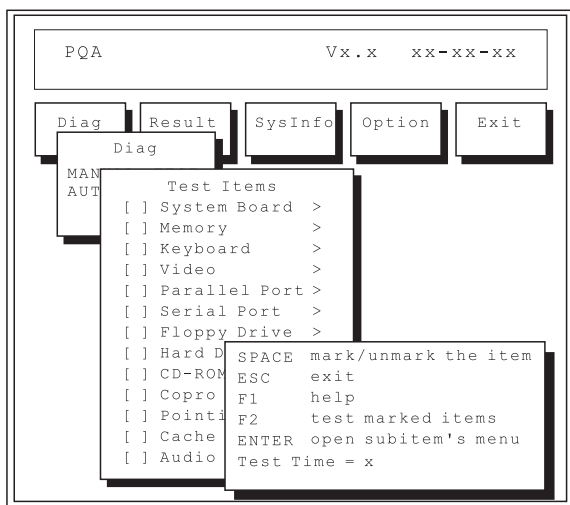 PQA Vx.x xx-xx-xx
Diag Result SysInfo Option Exit
Diag
MAN
AUT
Test Items
[ ] System Board >
[ ] Memory >
[ ] Keyboard >
[ ] Video >
[ ] Parallel Port >
[ ] Serial Port >
[ ] Floppy Drive >
[ ] Hard D
[ ] CD-ROM
[ ] Copro
[ ] Pointi
[ ] Cache
[ ] Audio
SPACE mark/unmark the item
ESC exit
F1 help
F2 test marked items
ENTER open subitem's menu
Test Time = x